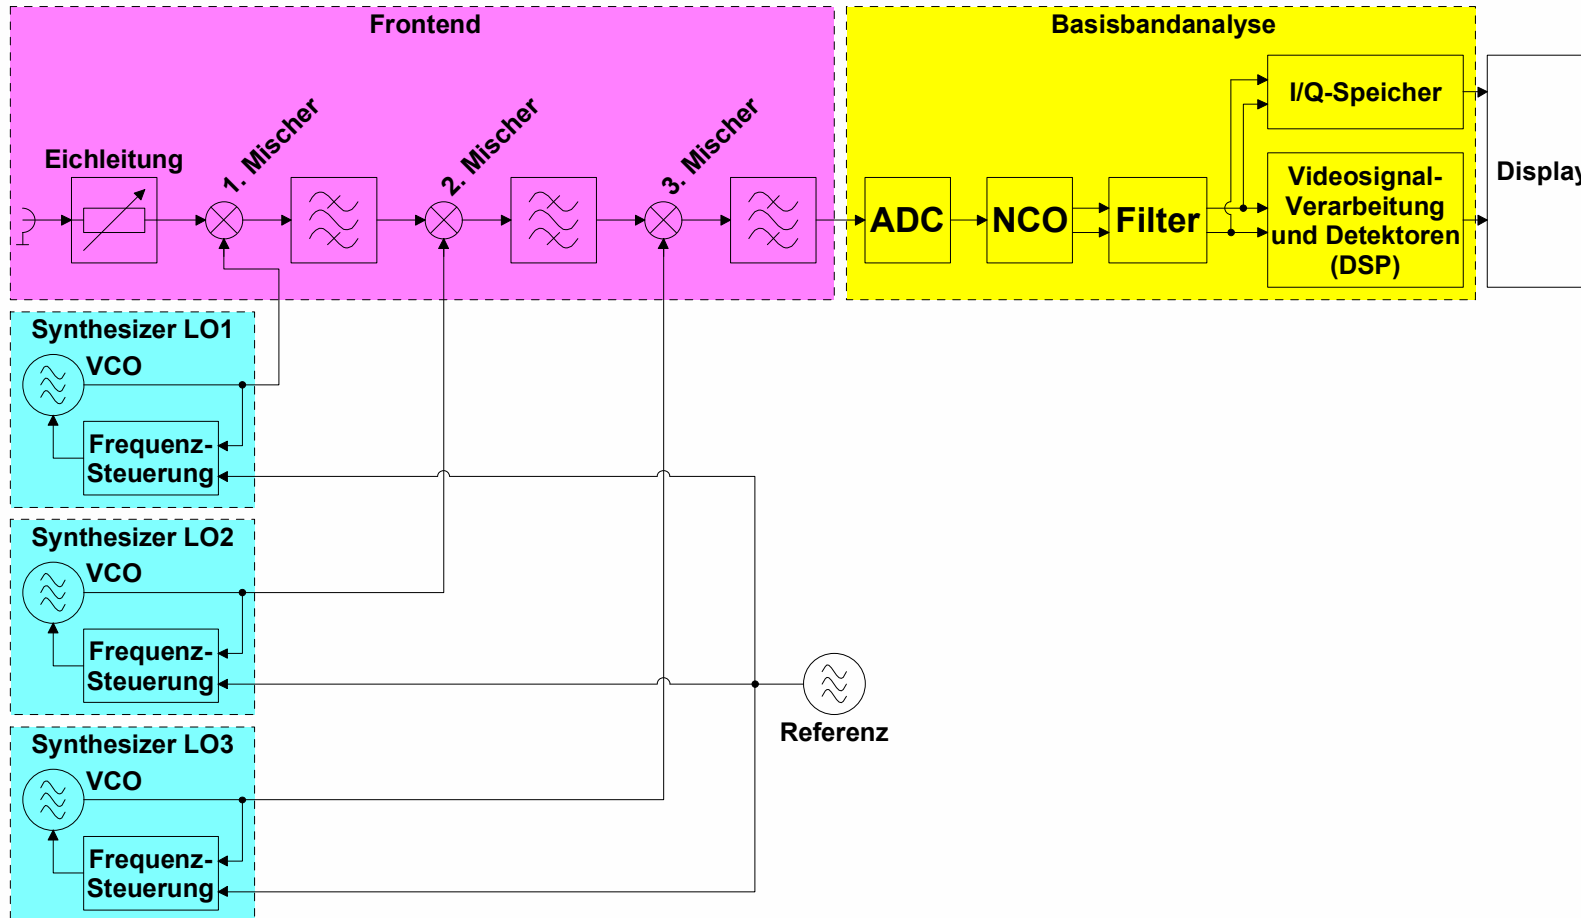 Frontend
Basisbandanalyse
Eichleitung
1. Mischer
2. Mischer
3. Mischer
ADC
NCO
Filter
I/Q-Speicher
Videosignal-
Verarbeitung
und Detektoren
(DSP)
Display
Synthesizer LO1
VCO
Frequenz-
Steuerung
Synthesizer LO2
VCO
Frequenz-
Steuerung
Referenz
Synthesizer LO3
VCO
Frequenz-
Steuerung